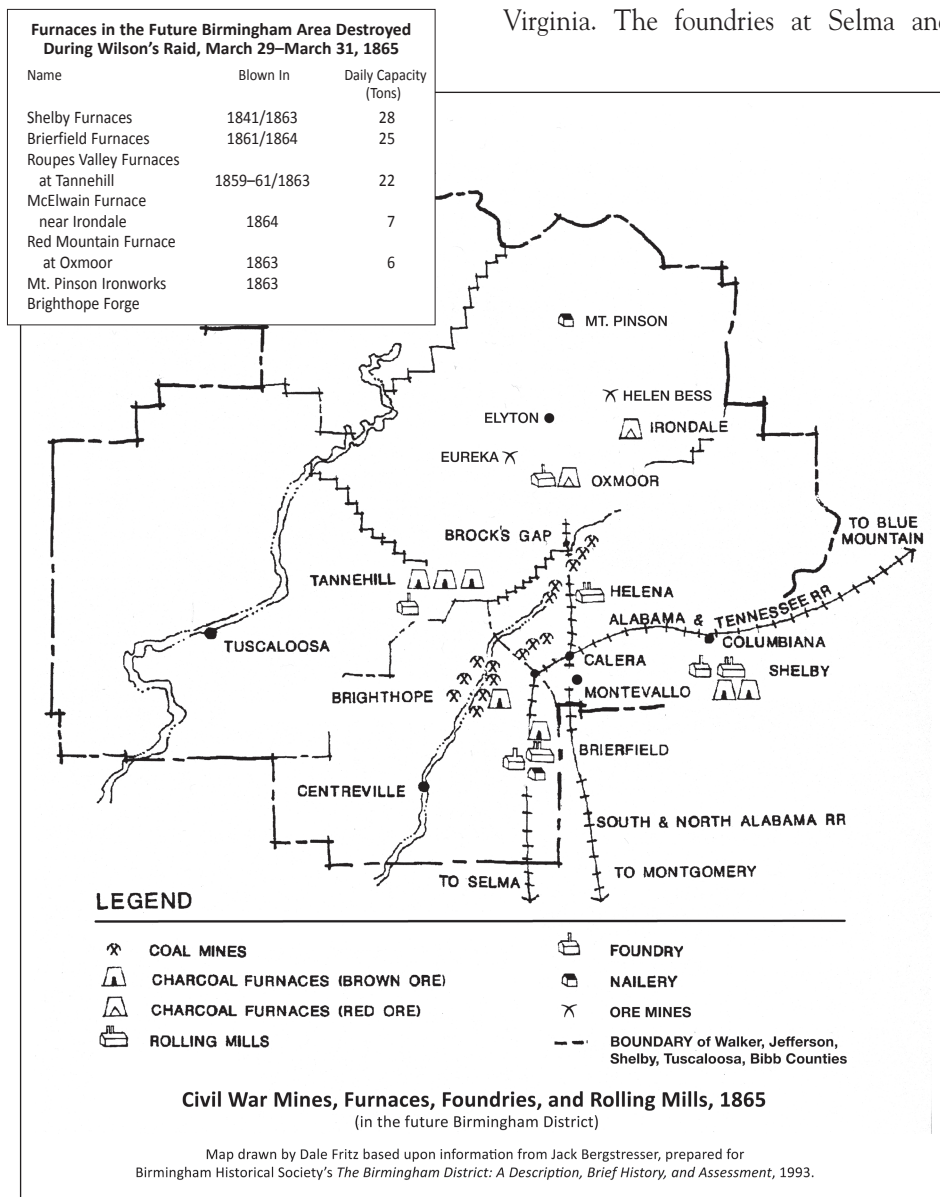 Virginia. The foundries at Selma and
Furnaces in the Future Birmingham Area Destroyed
During Wilson's Raid, March 29–March 31, 1865
Name Blown In Daily Capacity
(Tons)
Shelby Furnaces 1841/1863 28
Brierfield Furnaces 1861/1864 25
Roupes Valley Furnaces
at Tannehill 1859–61/1863 22
McElwain Furnace
near Irondale 1864 7
Red Mountain Furnace
at Oxmoor 1863 6
Mt. Pinson Ironworks 1863
Brighthope Forge
MT. PINSON
HELEN BESS
ELYTON
IRONDALE
EUREKA
OXMOOR
BROCK'S GAP
TO BLUE
MOUNTAIN
TANNEHILL
HELENA
ALABAMA & TENNESSEE RR
TUSCALOOSA
COLUMBIANA
CALERA
SHELBY
BRIGHTHOPE
MONTEVALLO
BRIERFIELD
CENTREVILLE
SOUTH & NORTH ALABAMA RR
TO SELMA
TO MONTGOMERY
LEGEND
COAL MINES
CHARCOAL FURNACES (BROWN ORE)
CHARCOAL FURNACES (RED ORE)
ROLLING MILLS
FOUNDRY
NAILERY
ORE MINES
BOUNDARY of Walker, Jefferson,
Shelby, Tuscaloosa, Bibb Counties
Civil War Mines, Furnaces, Foundries, and Rolling Mills, 1865
(in the future Birmingham District)
Map drawn by Dale Fritz based upon information from Jack Bergstresser, prepared for
Birmingham Historical Society's The Birmingham District: A Description, Brief History, and Assessment, 1993.